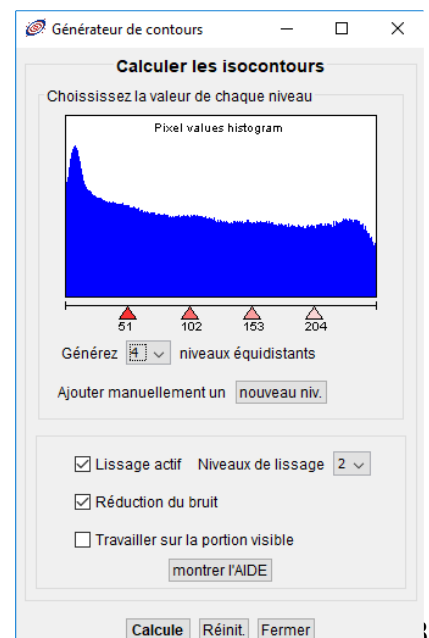 Générateur de contours
Calculer les isocontours
Choississez la valeur de chaque niveau
Pixel values histogram
51 102 153 204
Générez 4 niveaux équidistants
Ajouter manuellement un nouveau niv.
Lissage actif Niveaux de lissage 2
Réduction du bruit
Travailler sur la portion visible
montrer l'AIDE
Calcule Réinit. Fermer